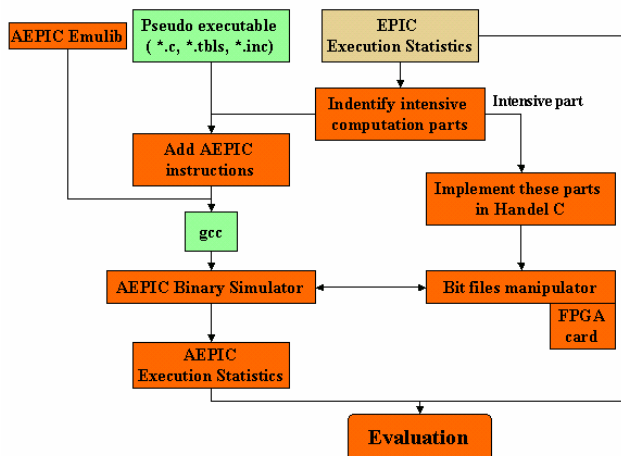 AEPIC Emulib
Pseudo executable
( *.c, *.tbls, *.inc)
EPIC
Execution Statistics
Indentify intensive
computation parts
Intensive part
Add AEPIC
instructions
Implement these parts
in Handel C
gcc
AEPIC Binary Simulator
Bit files manipulator
FPGA
card
AEPIC
Execution Statistics
Evaluation